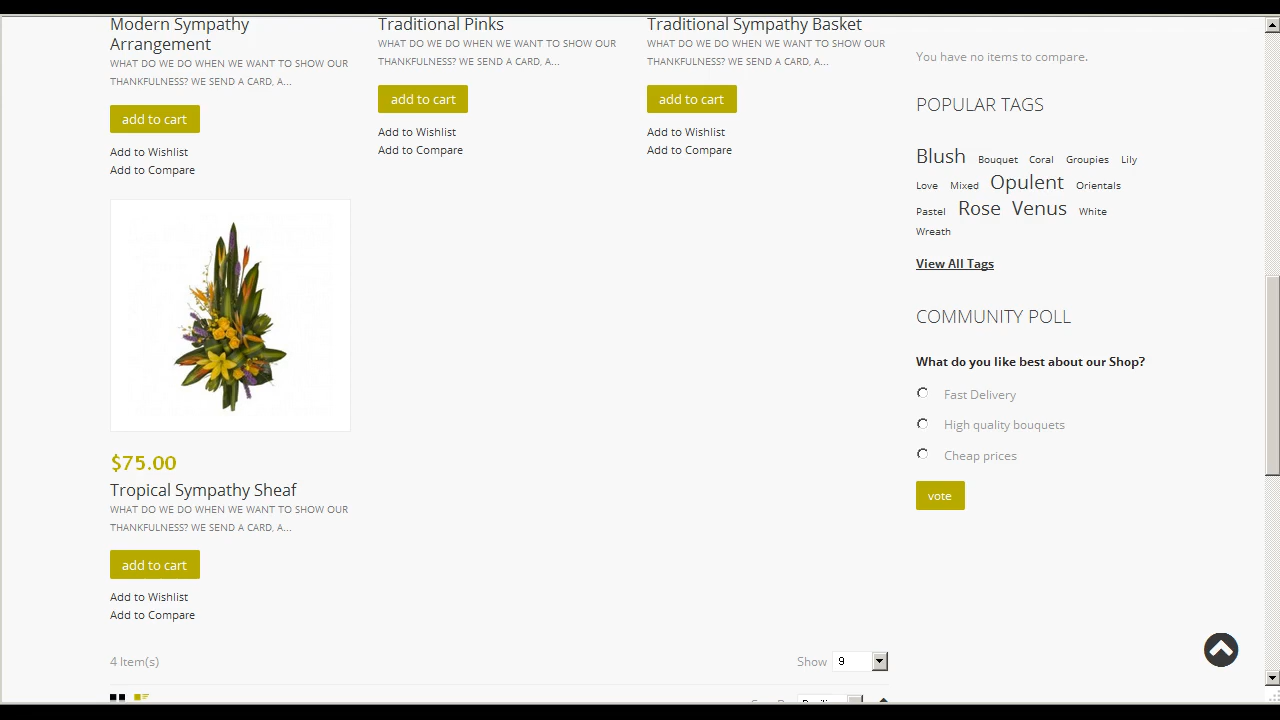 Modern Sympathy
Arrangement
WHAT DO WE DO WHEN WE WANT TO SHOW OUR
THANKFULNESS? WE SEND A CARD, A...
add to cart
Add to Wishlist
Add to Compare
Traditional Pinks
WHAT DO WE DO WHEN WE WANT TO SHOW OUR
THANKFULNESS? WE SEND A CARD, A...
add to cart
Add to Wishlist
Add to Compare
Traditional Sympathy Basket
WHAT DO WE DO WHEN WE WANT TO SHOW OUR
THANKFULNESS? WE SEND A CARD, A...
add to cart
Add to Wishlist
Add to Compare
$75.00
Tropical Sympathy Sheaf
WHAT DO WE DO WHEN WE WANT TO SHOW OUR
THANKFULNESS? WE SEND A CARD, A...
add to cart
Add to Wishlist
Add to Compare
4 Item(s)
Show 9
You have no items to compare.
POPULAR TAGS
Blush Bouquet Coral Groupies Lily
Love Mixed Opulent Orientals
Pastel Rose Venus White
Wreath
View All Tags
COMMUNITY POLL
What do you like best about our Shop?
Fast Delivery
High quality bouquets
Cheap prices
vote